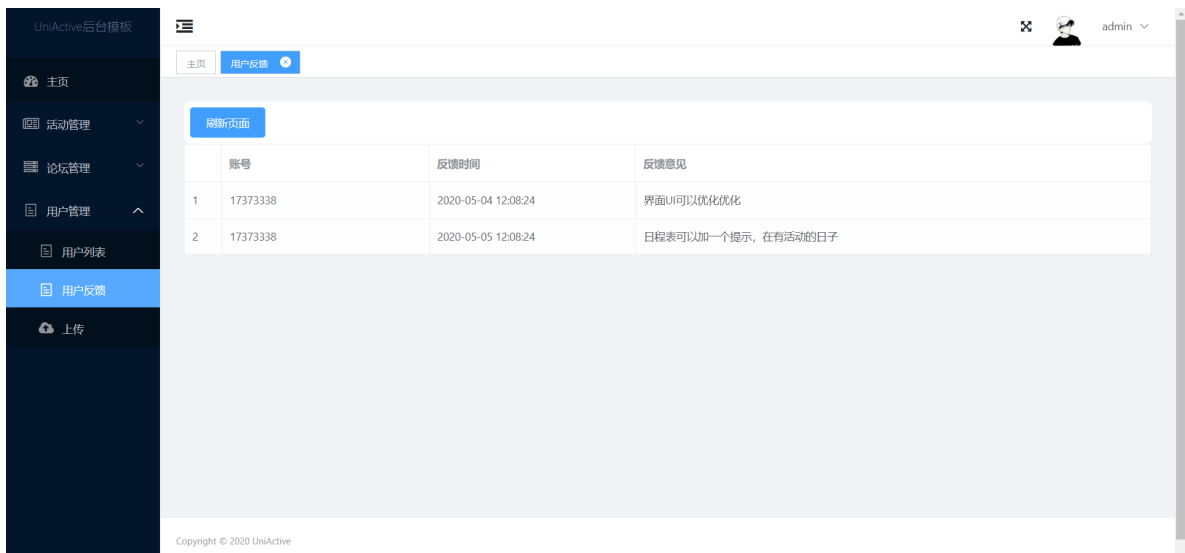 UniActive后台模板
admin
主页
用户反馈
主页
活动管理
论坛管理
用户管理
用户列表
用户反馈
上传
刷新页面
账号 反馈时间 反馈意见
1 17373338 2020-05-04 12:08:24 界面UI可以优化优化
2 17373338 2020-05-05 12:08:24 日程表可以加一个提示，在有活动的日子
Copyright © 2020 UniActive